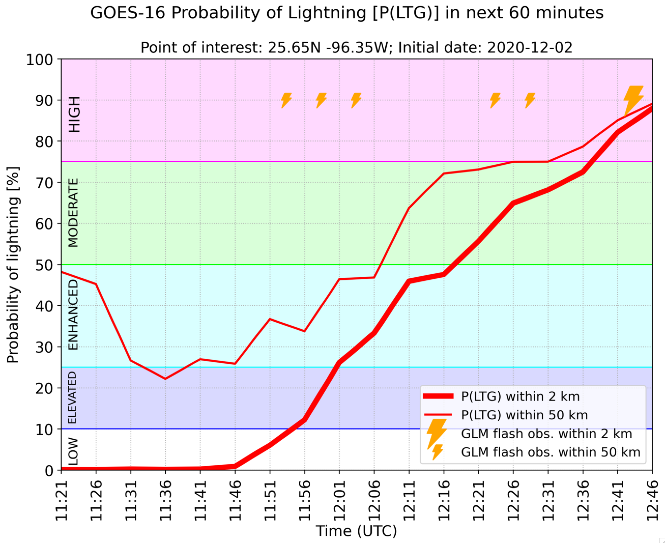 GOES-16 Probability of Lightning [P(LTG)] in next 60 minutes
Point of interest: 25.65N -96.35W; Initial date: 2020-12-02
Probability of lightning [%]
100
90
80
70
60
50
40
30
20
10
0
HIGH
MODERATE
ENHANCED
ELEVATED
LOW
P(LTG) within 2 km
P(LTG) within 50 km
GLM flash obs. within 2 km
GLM flash obs. within 50 km
11:21
11:26
11:31
11:36
11:41
11:46
11:51
11:56
12:01
12:06
12:11
12:16
12:21
12:26
12:31
12:36
12:41
12:46
Time (UTC)